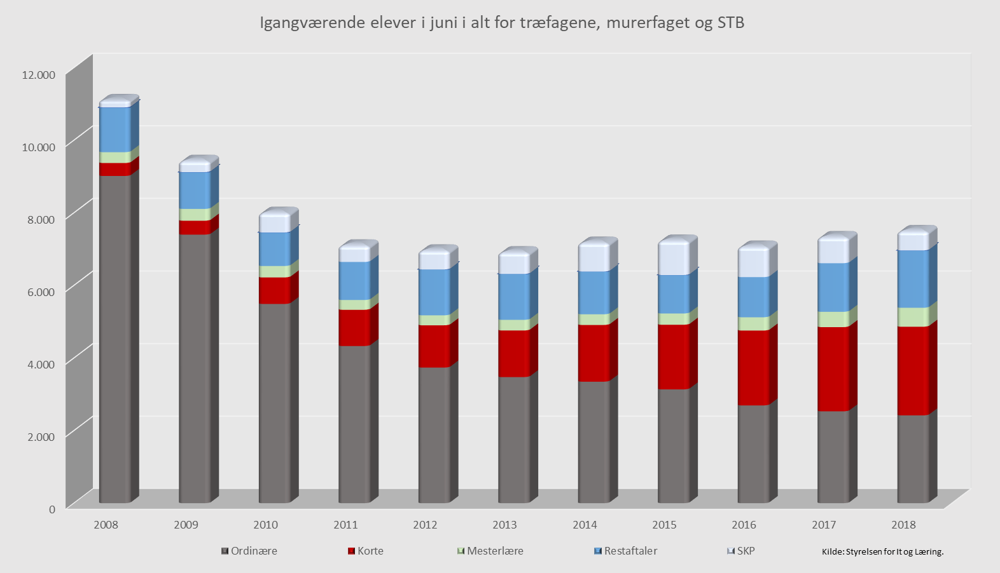 Igangværende elever i juni i alt for træfagene, murerfaget og STB
12.000
10.000
8.000
6.000
4.000
2.000
0
2008 2009 2010 2011 2012 2013 2014 2015 2016 2017 2018
Ordinære Korte Mesterlære Restaftaler SKP Kilde: Styrelsen for It og Læring.